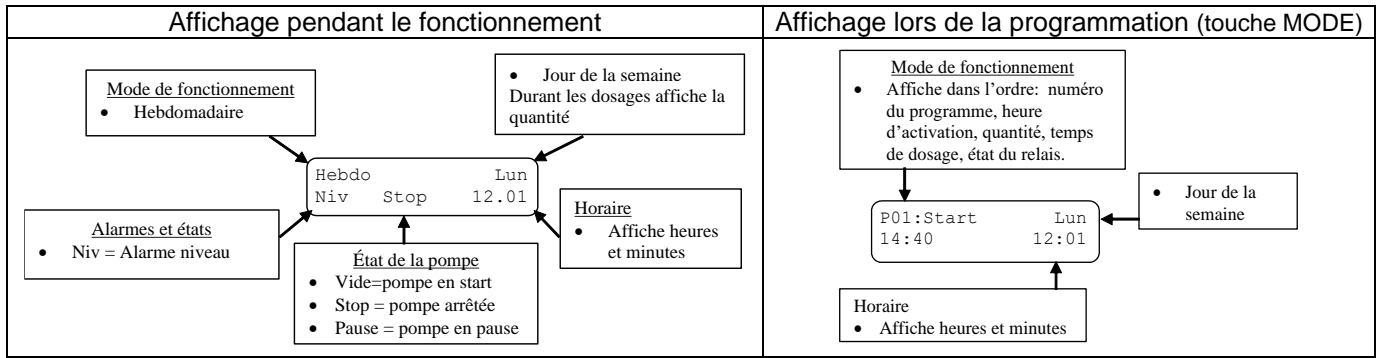 Affichage pendant le fonctionnement
Mode de fonctionnement
• Hebdomadaire
• Jour de la semaine
Durant les dosages affiche la
quantité
Hebdo Lun
Niv Stop 12.01
Alarmes et états
• Niv = Alarme niveau
État de la pompe
• Vide=pompe en start
• Stop = pompe arrêtée
• Pause = pompe en pause
Horaire
• Affiche heures
et minutes
Affichage lors de la programmation (touche MODE)
Mode de fonctionnement
• Affiche dans l’ordre: numéro
du programme, heure
d’activation, quantité, temps
de dosage, état du relais.
P01:Start Lun
14:40 12:01
• Jour de la
semaine
Horaire
• Affiche heures et minutes